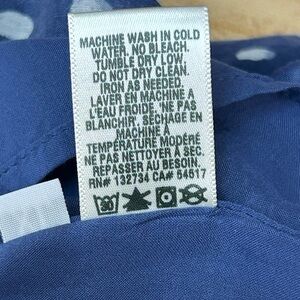 MACHINE WASH IN COLD
WATER, NO BLEACH.
TUMBLE DRY LOW.
DO NOT DRY CLEAN.
IRON AS NEEDED.
LAVER EN MACHINE A
L'EAU FROIDE, NE PAS
BLANCHIR, SÉCHAGE EN
MACHINE A
TEMPÉRATURE MODÉRÉ
NE PAS NETTOYER A SEC.
REPASSER AU BESOIN.
RN# 132734 CA# 54517